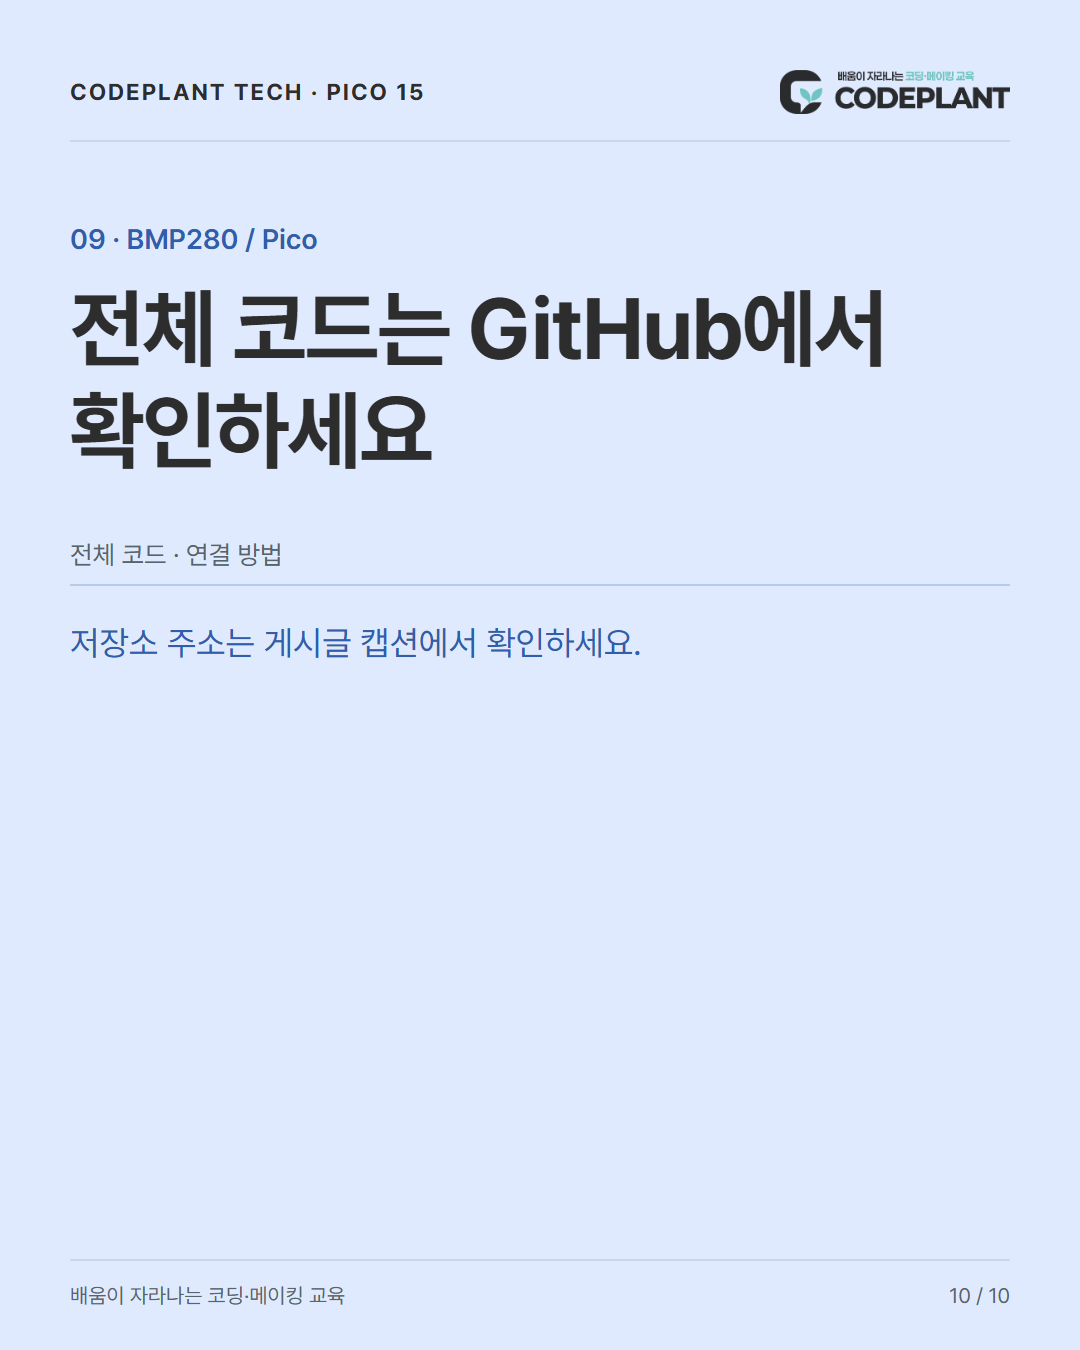 CODEPLANT TECH · PICO 15
배움이 자라나는 코딩·메이킹 교육
CODEPLANT
09 · BMP280 / Pico
전체 코드는 GitHub에서
확인하세요
전체 코드 · 연결 방법
저장소 주소는 게시글 캡션에서 확인하세요.
배움이 자라나는 코딩·메이킹 교육
10 / 10